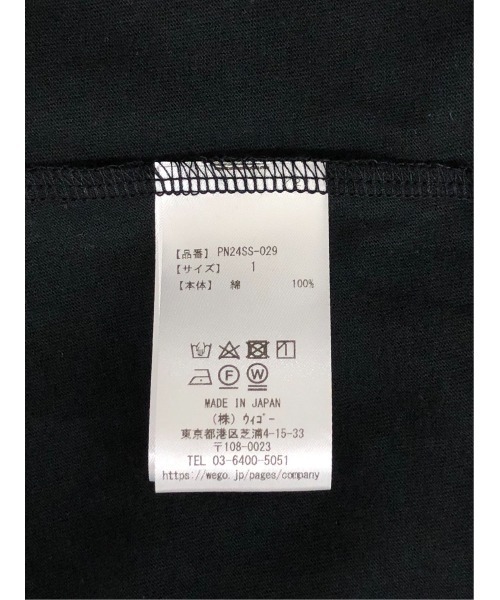 【品番】 PN24SS-029
【サイズ】 1
【本体】 綿 100%
F W
MADE IN JAPAN
(株) ウィゴー
東京都港区芝浦4-15-33
〒108-0023
TEL 03-6400-5051
https://wego.jp/pages/company